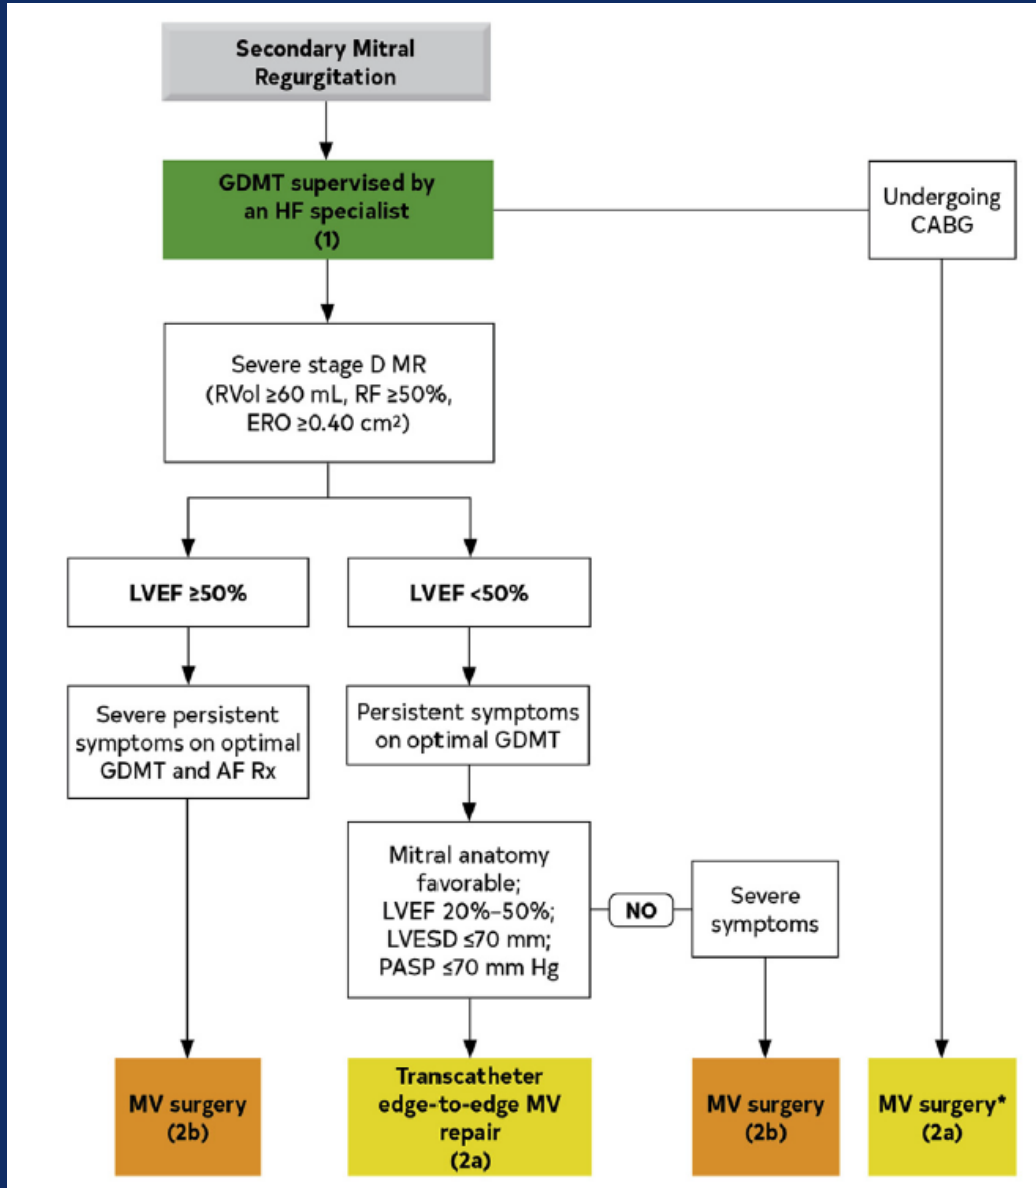 Secondary Mitral
Regurgitation
GDMT supervised by
an HF specialist
(1)
Undergoing
CABG
Severe stage D MR
(RVol ≥60 mL, RF ≥50%,
ERO ≥0.40 cm²)
LVEF ≥50%
LVEF <50%
Severe persistent
symptoms on optimal
GDMT and AF Rx
Persistent symptoms
on optimal GDMT
Mitral anatomy
favorable;
LVEF 20%–50%;
LVESD ≤70 mm;
PASP ≤70 mm Hg
NO
Severe
symptoms
MV surgery
(2b)
Transcatheter
edge-to-edge MV
repair
(2a)
MV surgery
(2b)
MV surgery*
(2a)